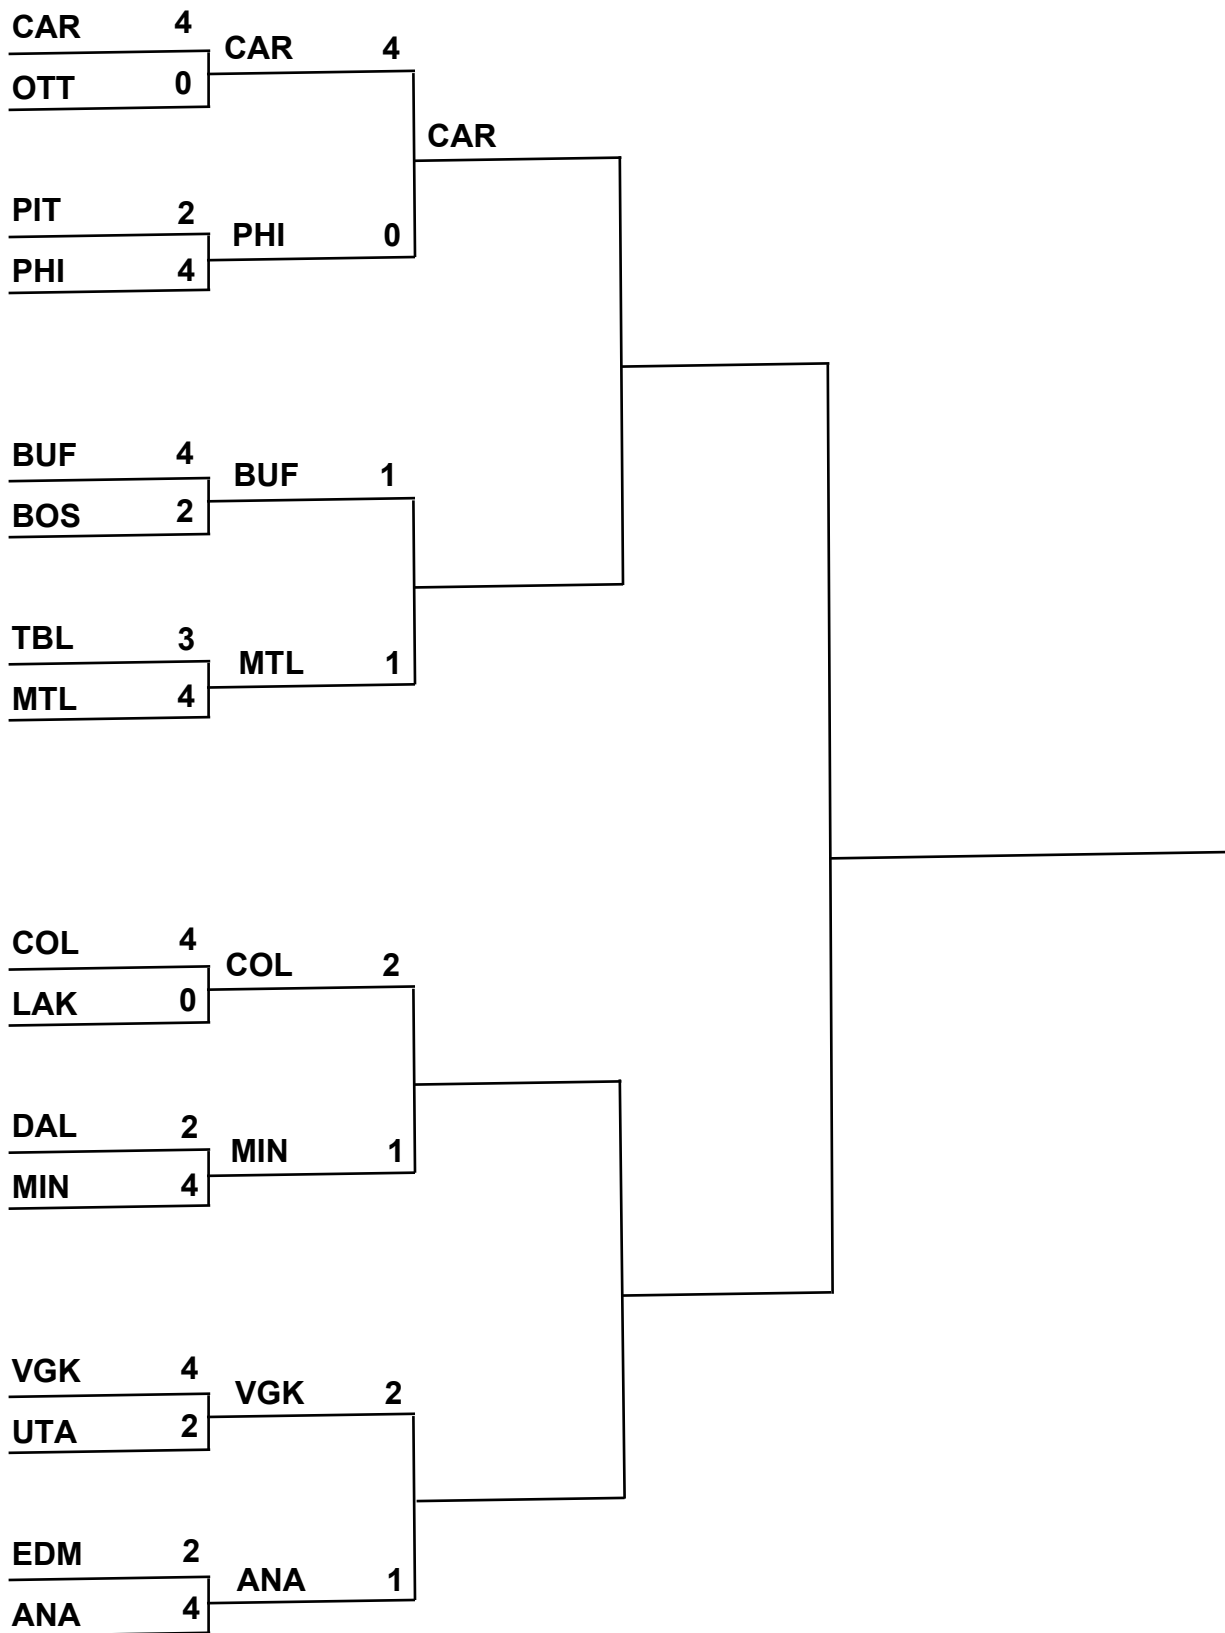 CAR 4
OTT 0
CAR 4
CAR
PIT 2
PHI 4
PHI 0
BUF 4
BOS 2
BUF 1
TBL 3
MTL 4
MTL 1
COL 4
LAK 0
COL 2
DAL 2
MIN 4
MIN 1
VGK 4
UTA 2
VGK 2
EDM 2
ANA 4
ANA 1